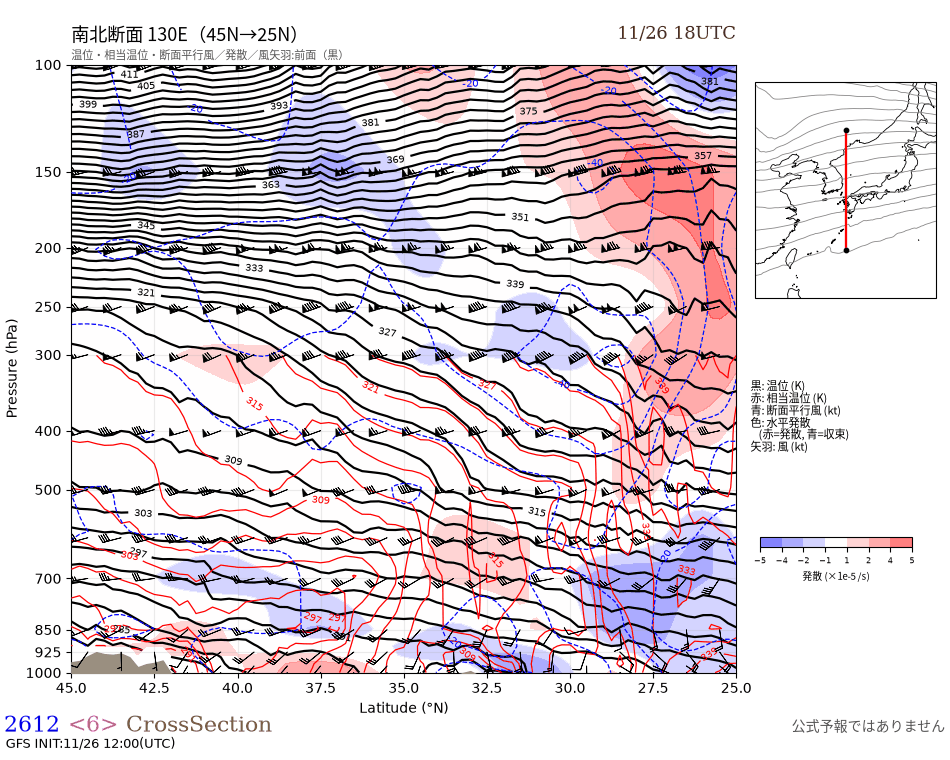 南北断面 130E（45N→25N）
11/26 18UTC
温位・相当温位・断面平行風／発散／風矢羽:前面（黒）
100
150
200
250
300
400
500
700
850
925
1000
Pressure (hPa)
411
405
399
393
387
381
375
369
363
357
351
345
339
333
327
321
315
309
303
297
-20
-40
45.0 42.5 40.0 37.5 35.0 32.5 30.0 27.5 25.0
Latitude (°N)
黒: 温位 (K)
赤: 相当温位 (K)
青: 断面平行風 (kt)
色: 水平発散
(赤=発散, 青=収束)
矢羽: 風 (kt)
−5 −4 −2 −1 1 2 4 5
発散 (×1e-5 /s)
2612 <6> CrossSection
公式予報ではありません
GFS INIT:11/26 12:00(UTC)